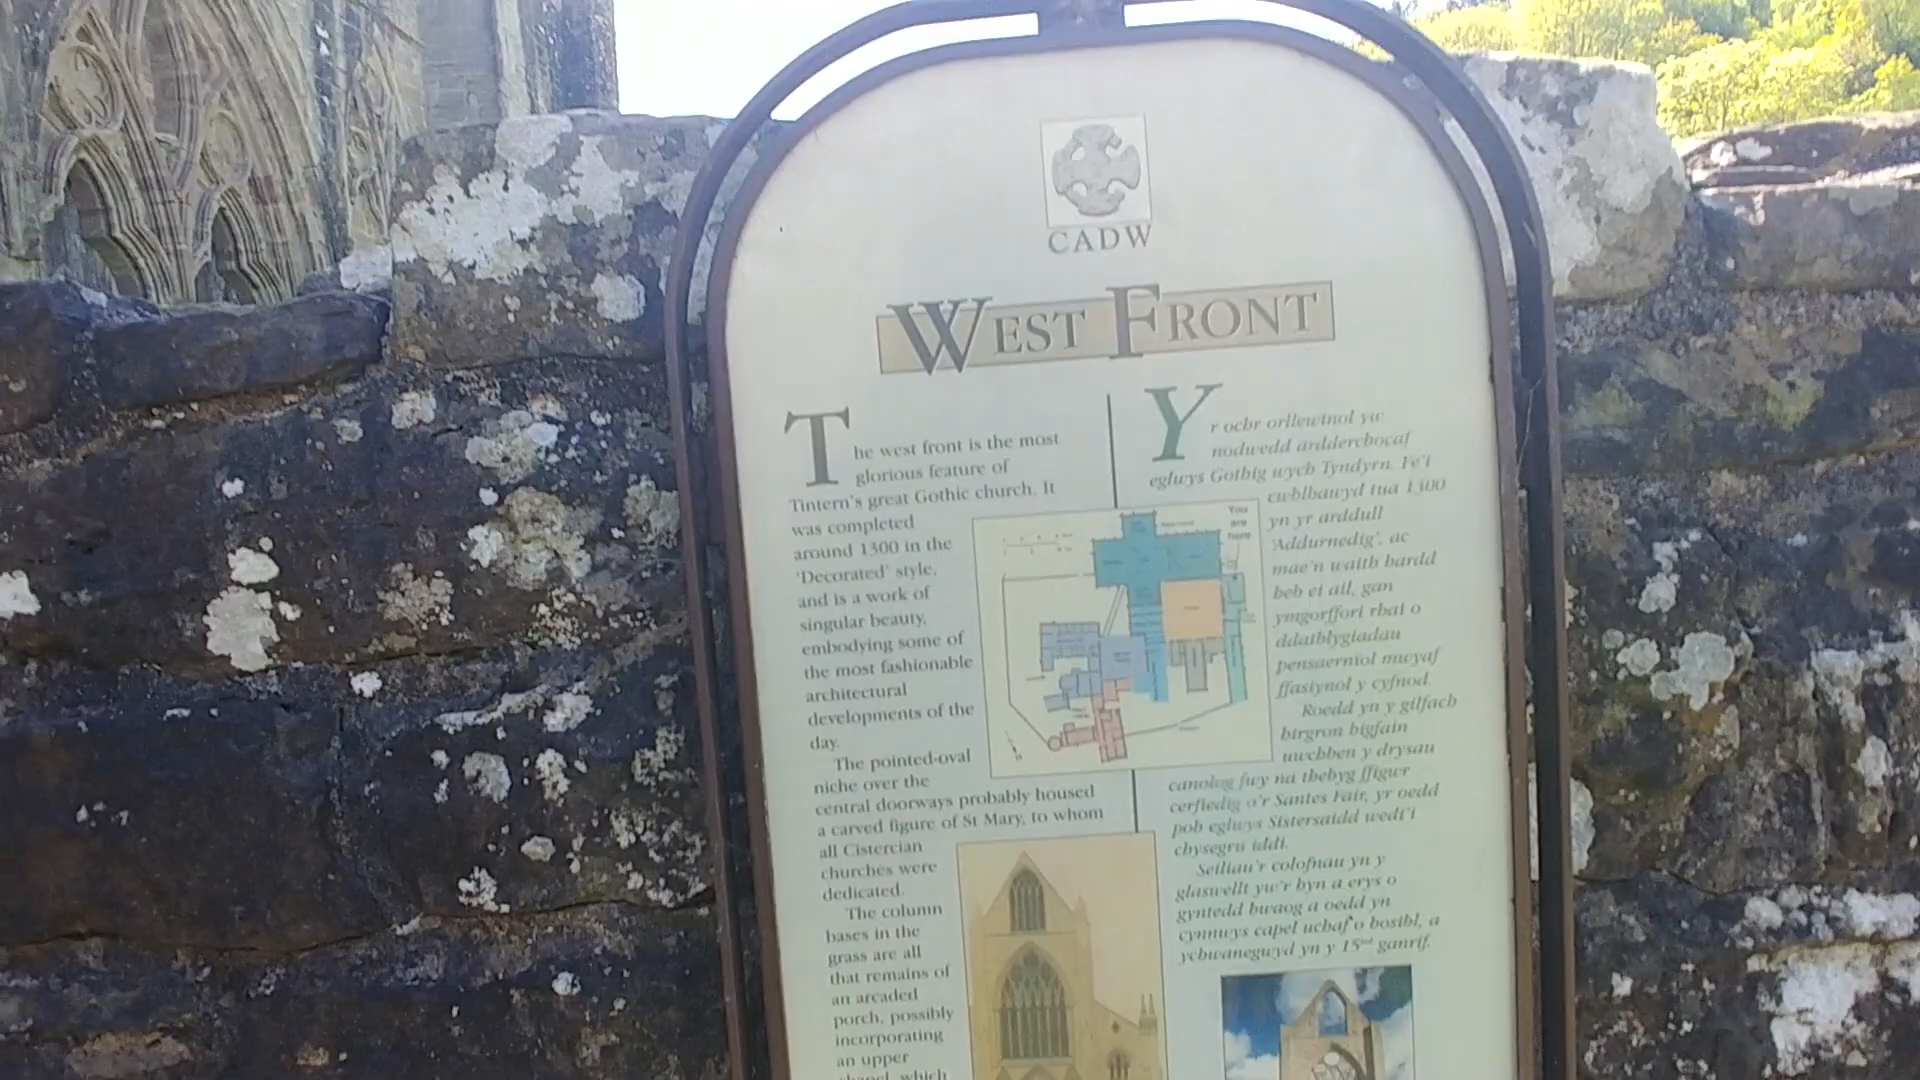 CADW
WEST FRONT
The west front is the most
glorious feature of
Tintern's great Gothic church. It
was completed
around 1300 in the
'Decorated' style,
and is a work of
singular beauty,
embodying some of
the most fashionable
architectural
developments of the
day.
The pointed-oval
niche over the
central doorways probably housed
a carved figure of St Mary, to whom
all Cistercian
churches were
dedicated.
The column
bases in the
grass are all
that remains of
an arcaded
porch, possibly
incorporating
an upper
chapel, which
You
are
here
Yr ochr orllewinol yw
nodwedd ardderchocaf
eglwys Gothig wych Tyndyrn. Fe'i
cwblhawyd tua 1300
yn yr arddull
'Addurnedig', ac
mae'n waith hardd
heb ei ail, gan
ymgorffori rhai o
ddatblygiadau
pensaernïol mwyaf
ffasiynol y cyfnod.
Roedd yn y gilfach
hirgron bigfain
uwchben y drysau
canolog fwy na thebyg ffigwr
cerfiedig o'r Santes Fair, yr oedd
pob eglwys Sistersaidd wedi'i
chysegru iddi.
Seiliau'r colofnau yn y
glaswellt yw'r hyn a erys o
gyntedd bwaog a oedd yn
cynnwys capel uchaf o bosibl, a
ychwanegwyd yn y 15ed ganrif.